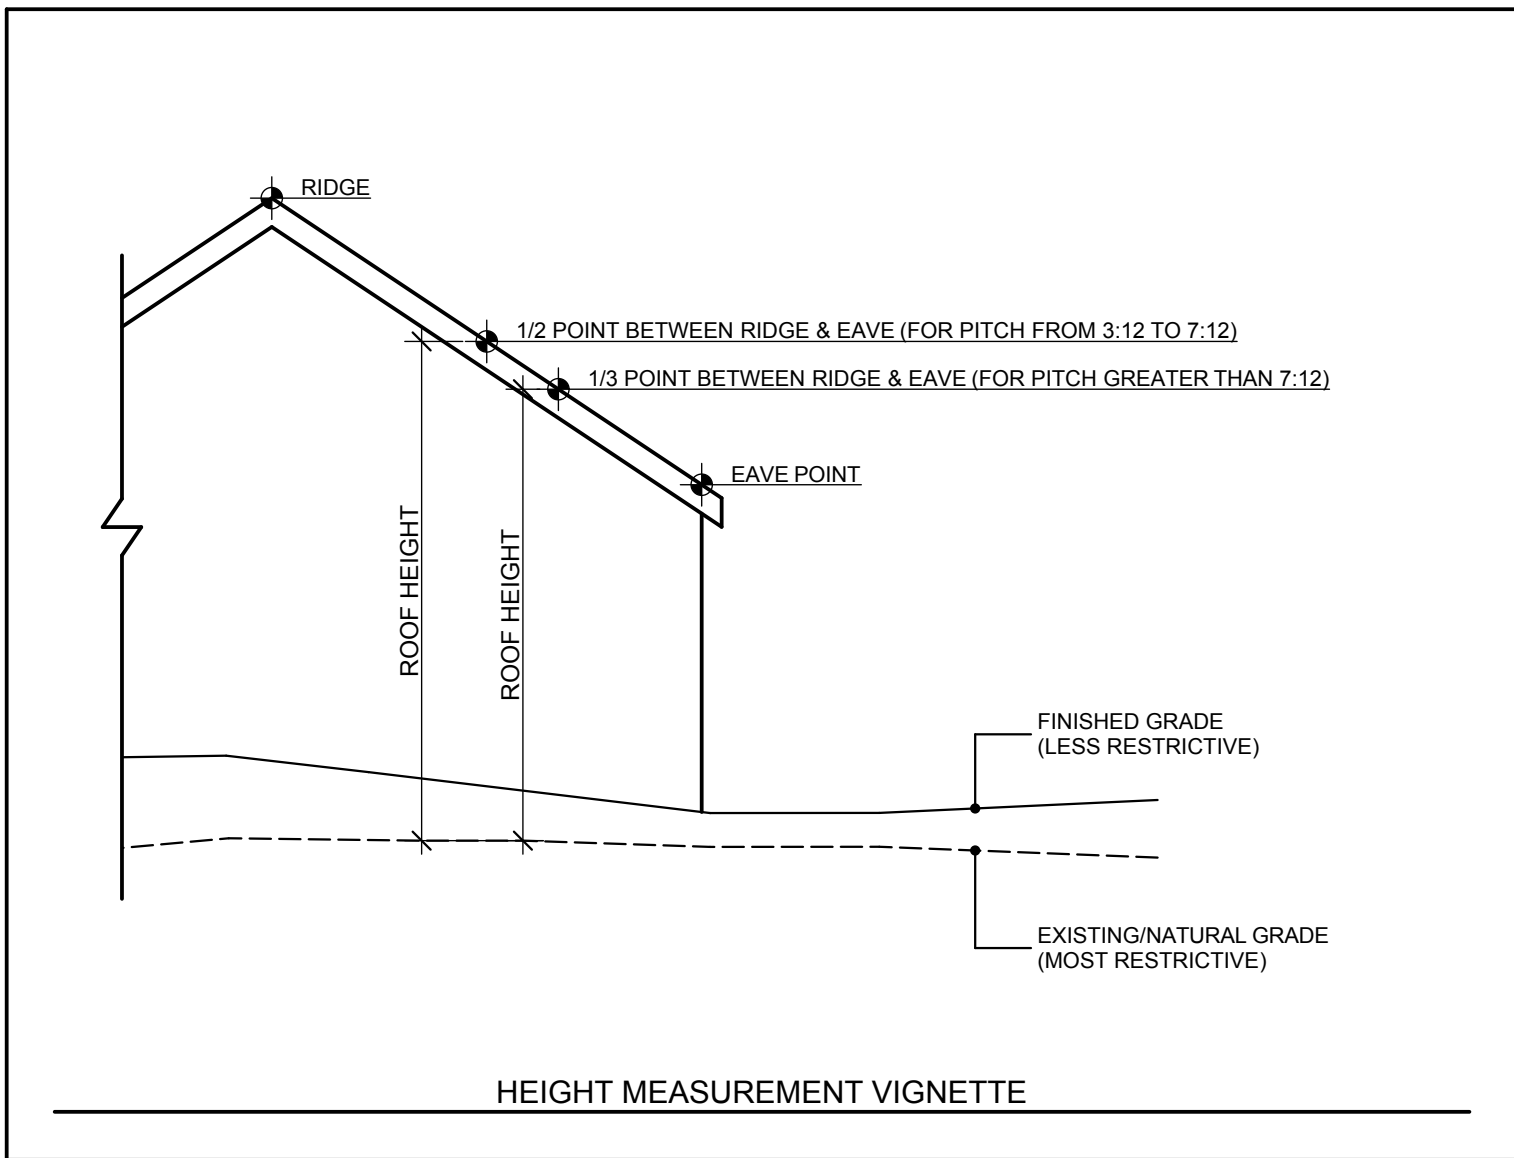 RIDGE
1/2 POINT BETWEEN RIDGE & EAVE (FOR PITCH FROM 3:12 TO 7:12)
1/3 POINT BETWEEN RIDGE & EAVE (FOR PITCH GREATER THAN 7:12)
EAVE POINT
ROOF HEIGHT
ROOF HEIGHT
FINISHED GRADE
(LESS RESTRICTIVE)
EXISTING/NATURAL GRADE
(MOST RESTRICTIVE)
HEIGHT MEASUREMENT VIGNETTE